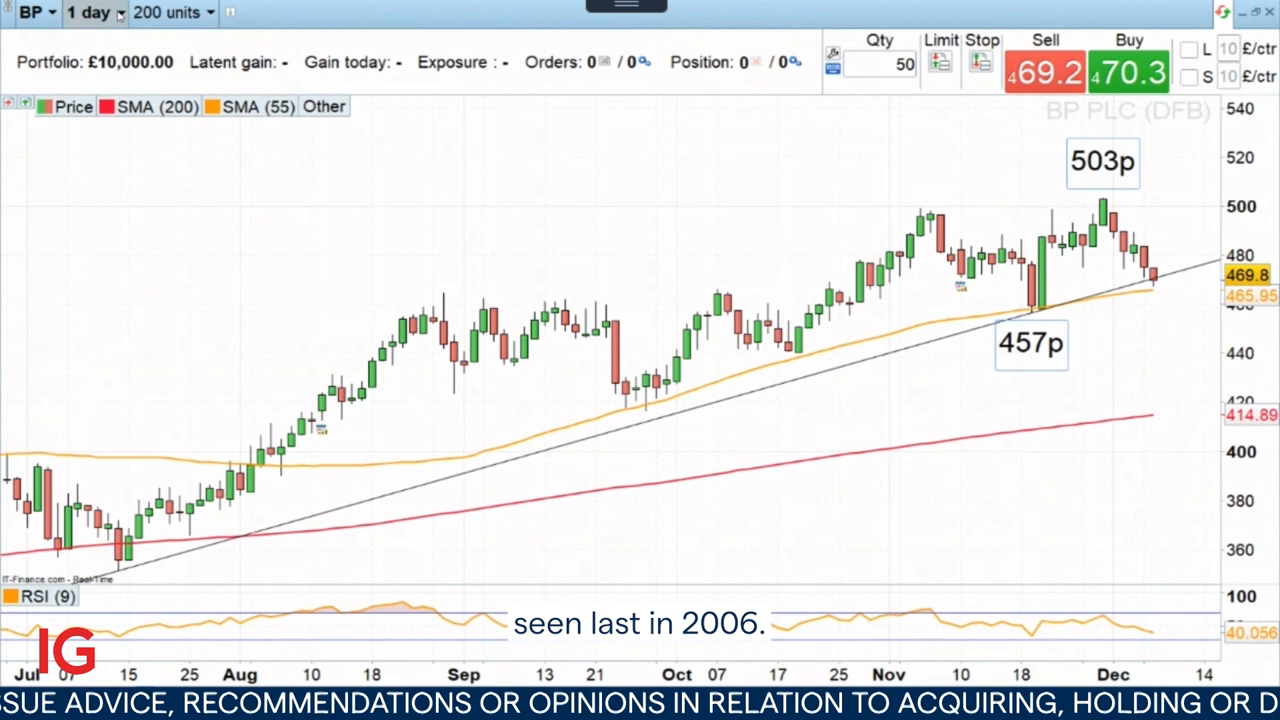 BP 1 day 200 units
Portfolio: £10,000.00 Latent gain: - Gain today: - Exposure : - Orders: 0 / 0 Position: 0 / 0
Qty Limit Stop Sell Buy
50 469.2 470.3
L 10 £/ctr
S 10 £/ctr
Price SMA (200) SMA (55) Other
BP PLC (DFB)
540
520
503p
500
480
469.8
465.95
460
457p
440
420
414.89
400
380
360
IT-Finance.com - Real-Time
RSI (9)
100
seen last in 2006.
40.056
IG
Jul 07 15 25 Aug 10 18 Sep 13 21 Oct 07 17 25 Nov 10 18 Dec 14
SSUE ADVICE, RECOMMENDATIONS OR OPINIONS IN RELATION TO ACQUIRING, HOLDING OR D